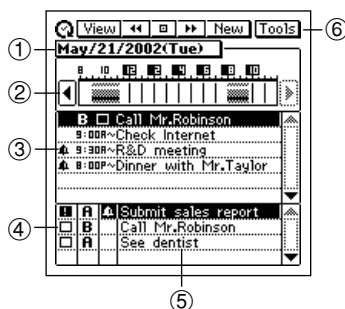 View New Tools ⑥
① May/21/2002(Tue)
8 10 12 2 4 6 8 10
②
B Call Mr.Robinson
9:00A~Check Internet
③ 9:30A~R&D meeting
8:00P~Dinner with Mr.Taylor
A Submit sales report
④ B Call Mr.Robinson
A See dentist
⑤